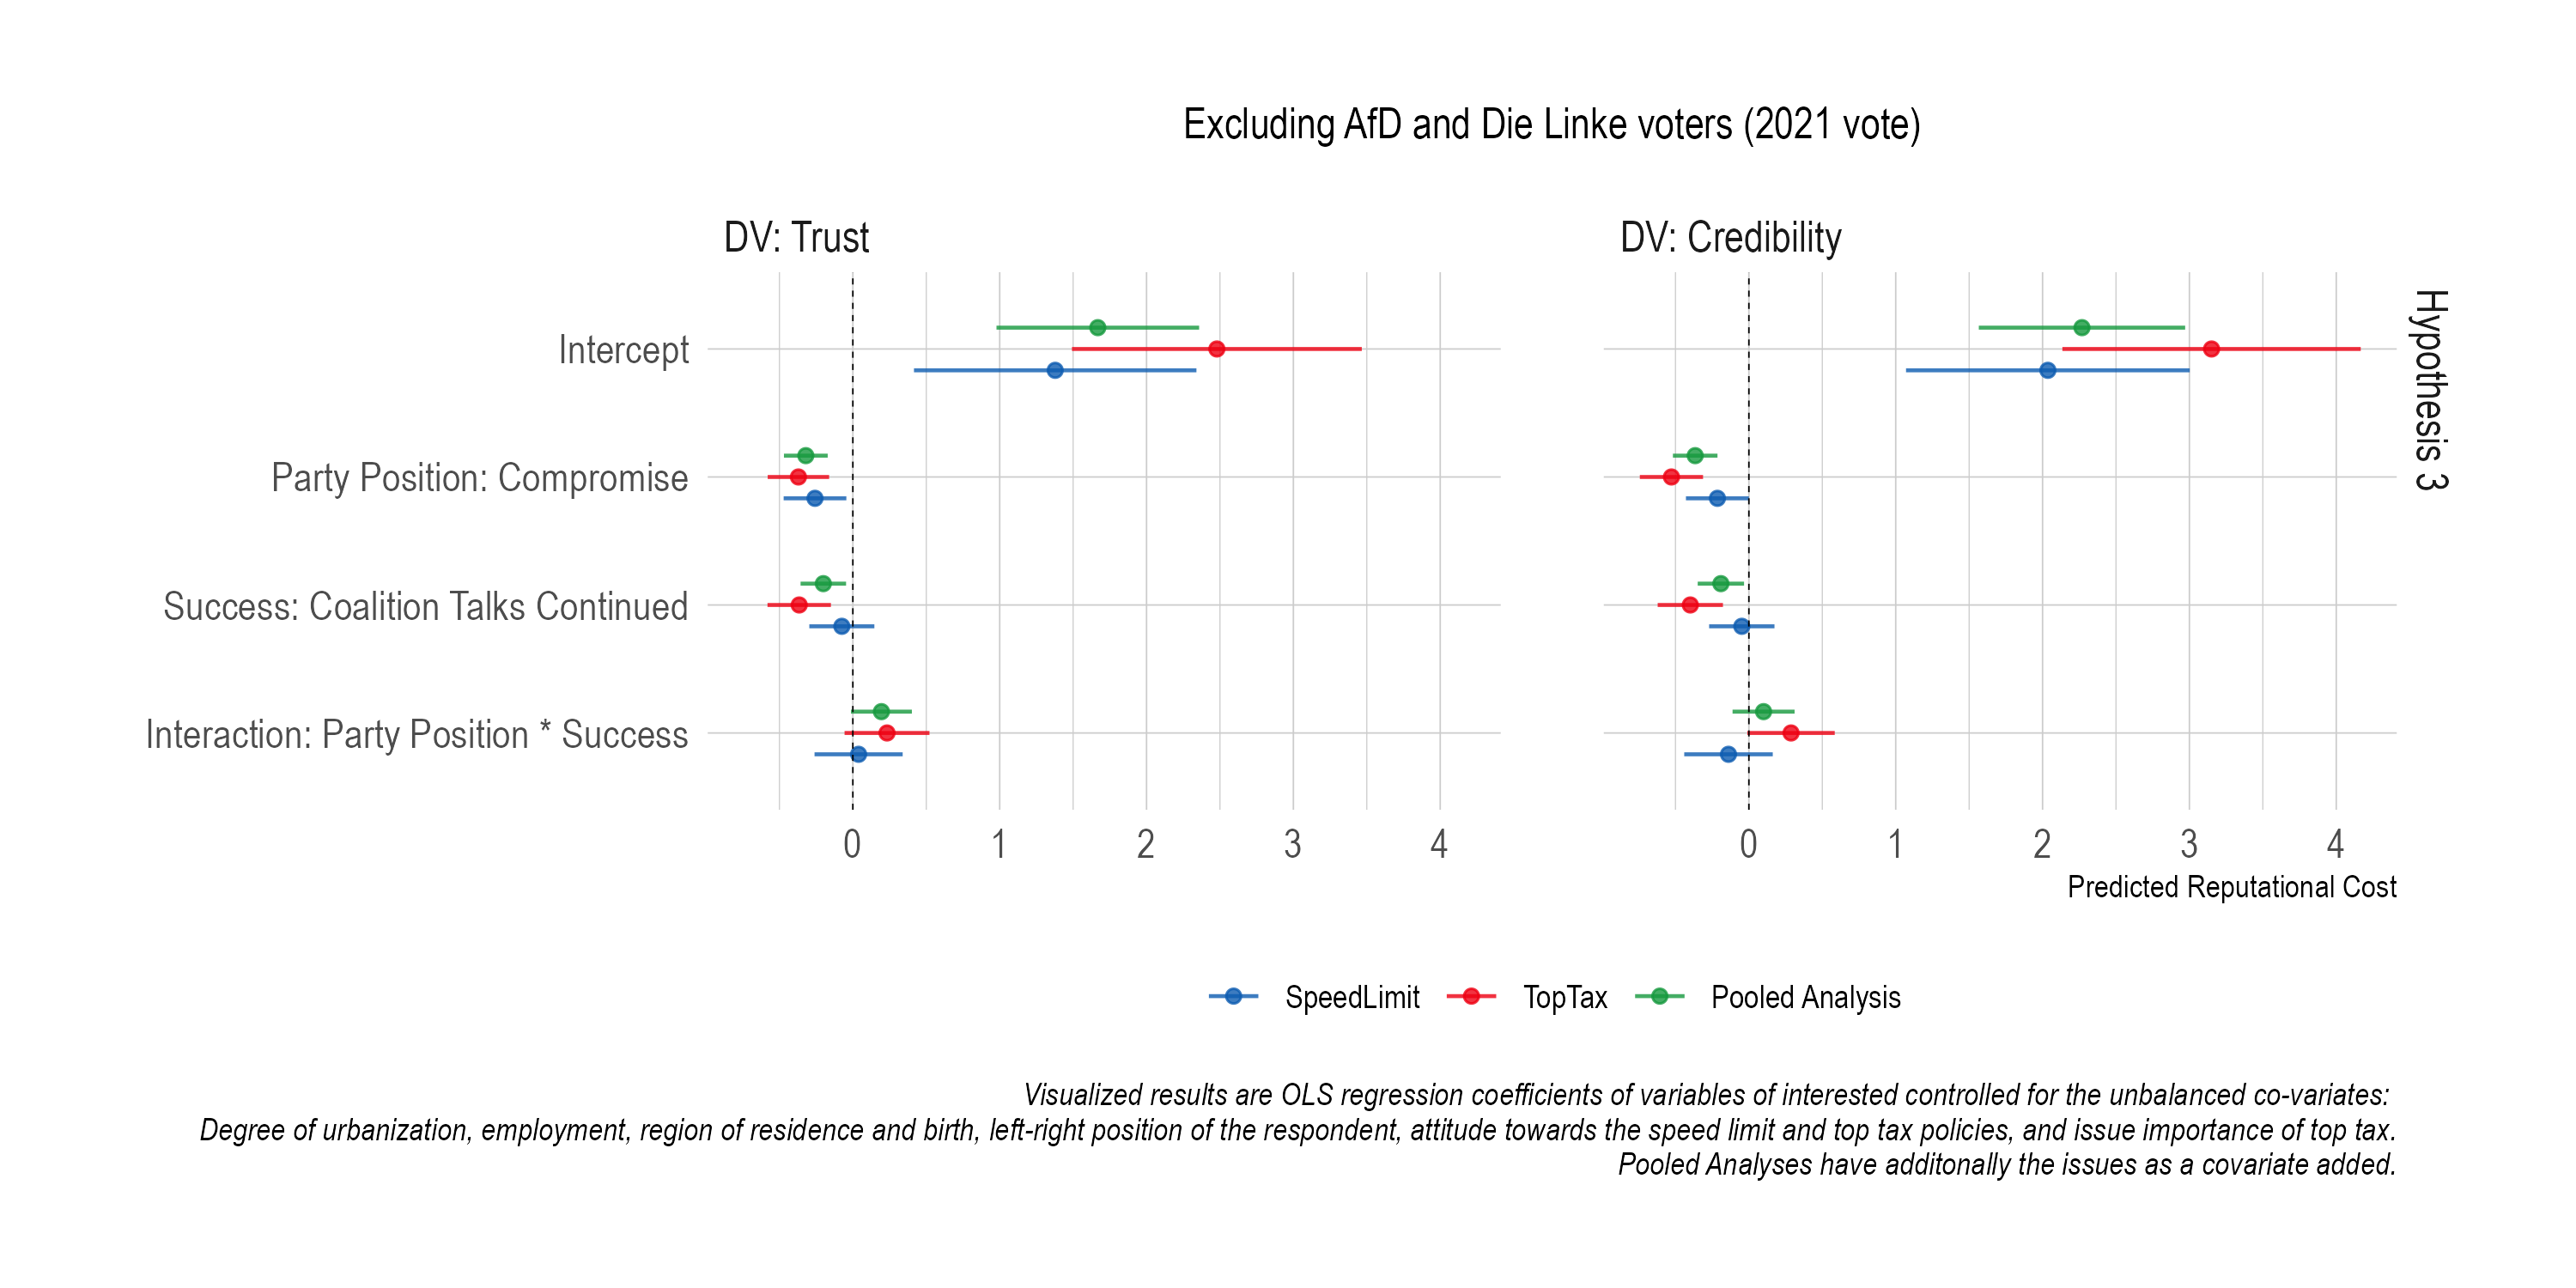 Excluding AfD and Die Linke voters (2021 vote)
DV: Trust
DV: Credibility
Hypothesis 3
Intercept
Party Position: Compromise
Success: Coalition Talks Continued
Interaction: Party Position * Success
0 1 2 3 4
0 1 2 3 4
Predicted Reputational Cost
SpeedLimit TopTax Pooled Analysis
Visualized results are OLS regression coefficients of variables of interested controlled for the unbalanced co-variates:
Degree of urbanization, employment, region of residence and birth, left-right position of the respondent, attitude towards the speed limit and top tax policies, and issue importance of top tax.
Pooled Analyses have additonally the issues as a covariate added.